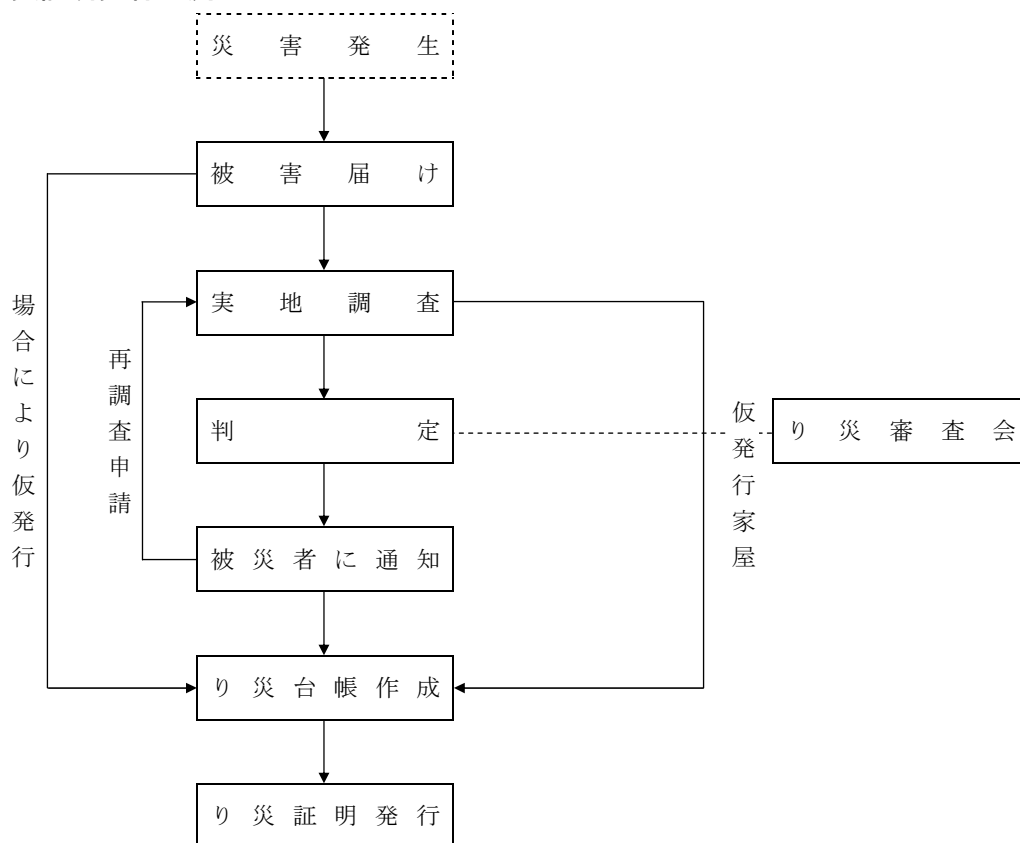 災害発生
被害届け
実地調査
場合により仮発行
再調査申請
判定
仮発行家屋
り災審査会
被災者に通知
り災台帳作成
り災証明発行